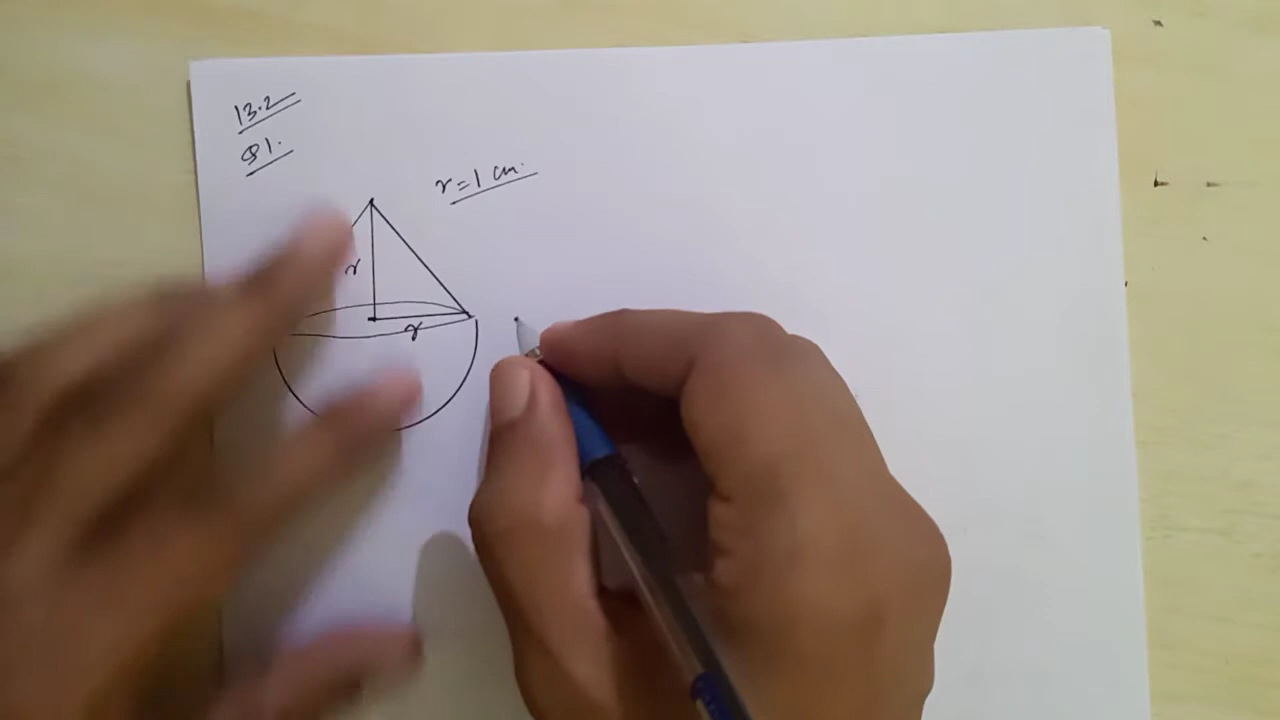 13.2
Q1.
r = 1 cm.
r
r